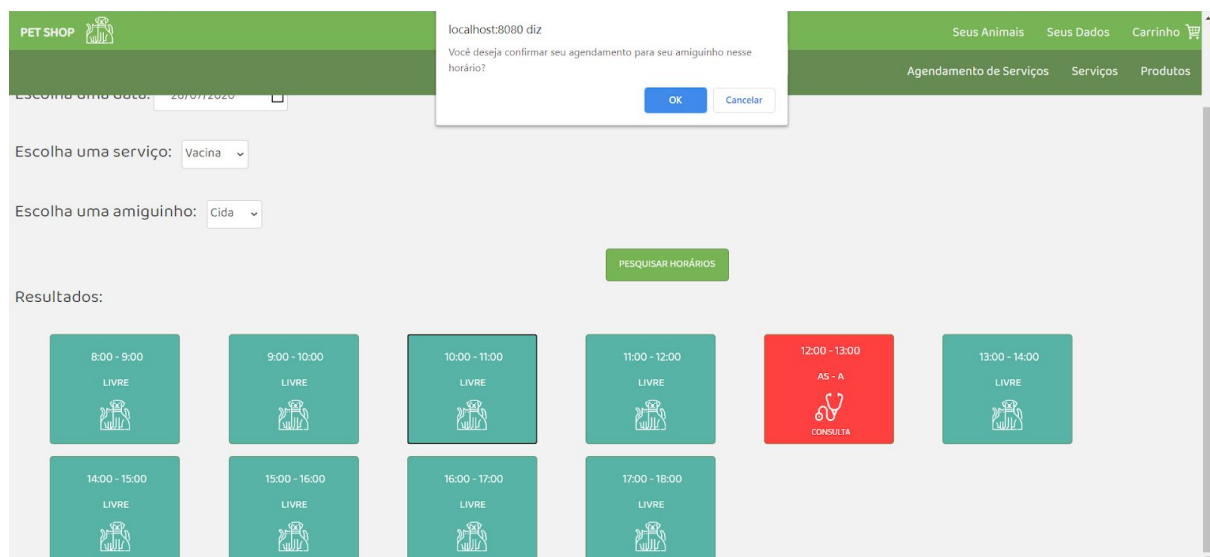 PET SHOP
localhost:8080 diz
Você deseja confirmar seu agendamento para seu amiguinho nesse
horário?
OK Cancelar
Seus Animais Seus Dados Carrinho
Agendamento de Serviços Serviços Produtos
Escolha uma data:
Escolha uma serviço: Vacina
Escolha uma amiguinho: Cida
PESQUISAR HORÁRIOS
Resultados:
8:00 - 9:00
LIVRE
9:00 - 10:00
LIVRE
10:00 - 11:00
LIVRE
11:00 - 12:00
LIVRE
12:00 - 13:00
AS - A
CONSULTA
13:00 - 14:00
LIVRE
14:00 - 15:00
LIVRE
15:00 - 16:00
LIVRE
16:00 - 17:00
LIVRE
17:00 - 18:00
LIVRE